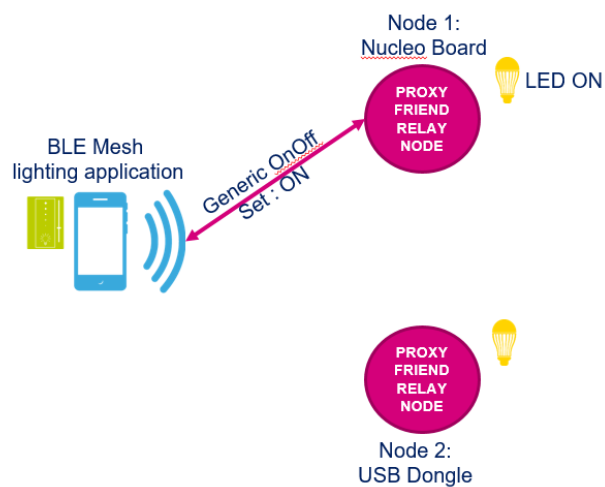 Node 1:
Nucleo Board
LED ON
PROXY
FRIEND
RELAY
NODE
BLE Mesh
lighting application
Generic OnOff
Set : ON
PROXY
FRIEND
RELAY
NODE
Node 2:
USB Dongle